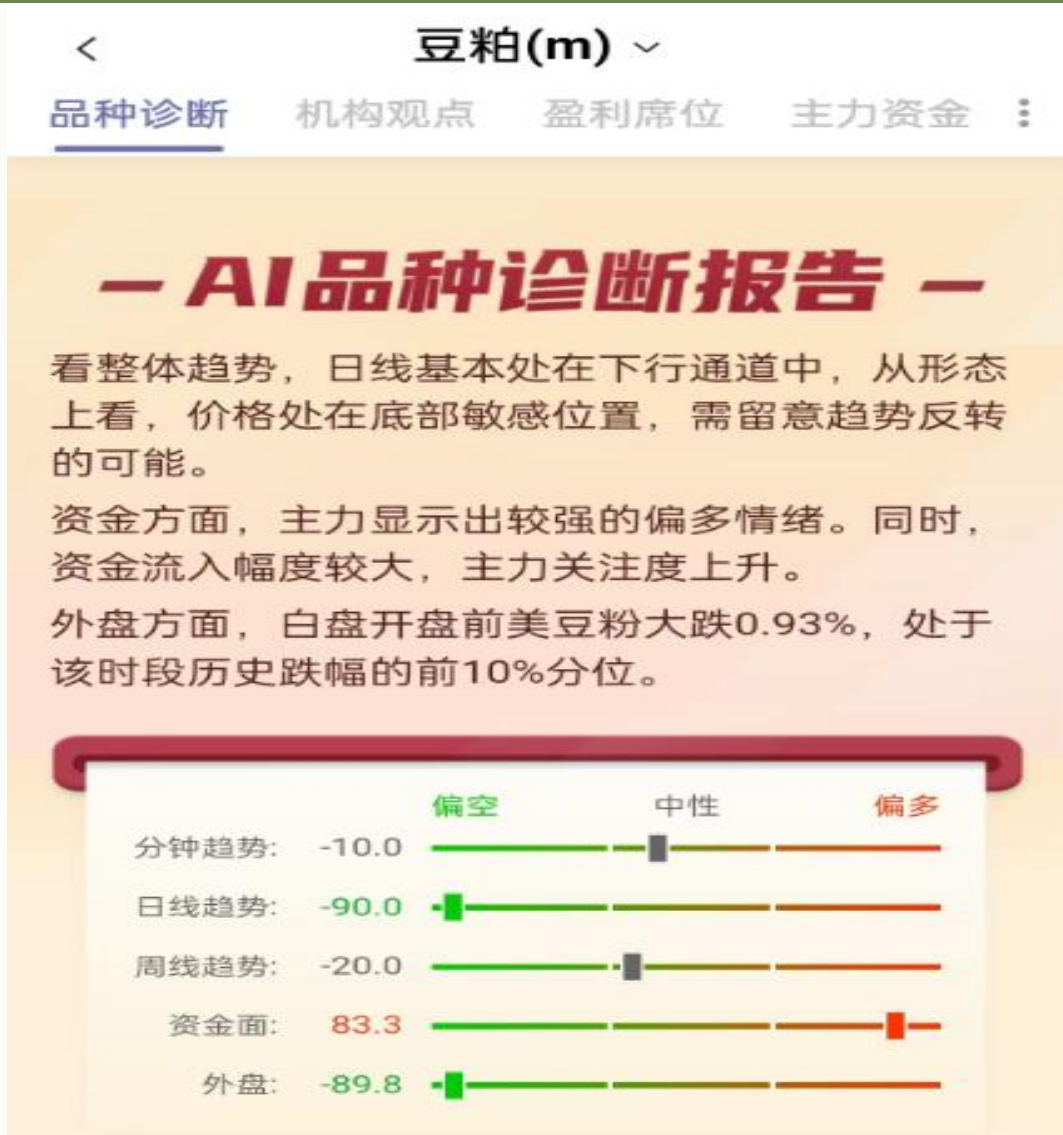 豆粕(m)
品种诊断 机构观点 盈利席位 主力资金
– AI品种诊断报告 –
看整体趋势，日线基本处在下行通道中，从形态
上看，价格处在底部敏感位置，需留意趋势反转
的可能。
资金方面，主力显示出较强的偏多情绪。同时，
资金流入幅度较大，主力关注度上升。
外盘方面，白盘开盘前美豆粉大跌0.93%，处于
该时段历史跌幅的前10%分位。
偏空 中性 偏多
分钟趋势: -10.0
日线趋势: -90.0
周线趋势: -20.0
资金面: 83.3
外盘: -89.8